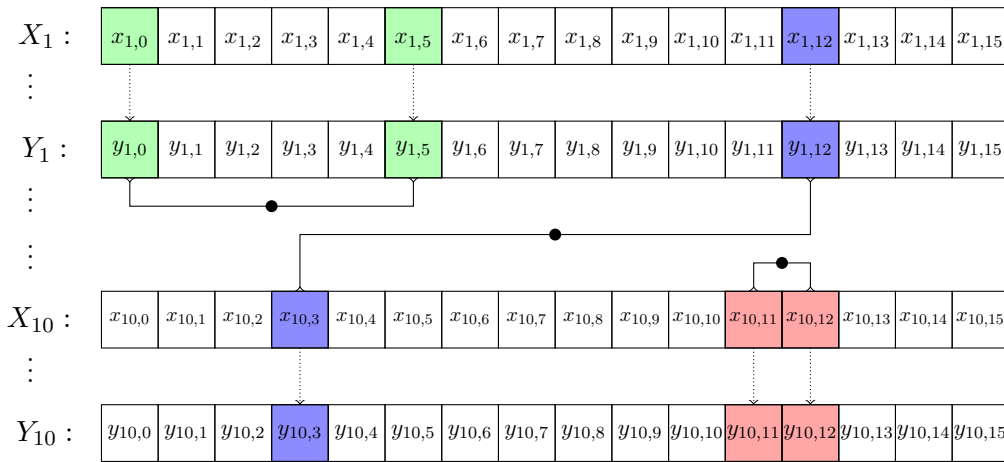 X₁ : x₁,₀ x₁,₁ x₁,₂ x₁,₃ x₁,₄ x₁,₅ x₁,₆ x₁,₇ x₁,₈ x₁,₉ x₁,₁₀ x₁,₁₁ x₁,₁₂ x₁,₁₃ x₁,₁₄ x₁,₁₅
⋮
Y₁ : y₁,₀ y₁,₁ y₁,₂ y₁,₃ y₁,₄ y₁,₅ y₁,₆ y₁,₇ y₁,₈ y₁,₉ y₁,₁₀ y₁,₁₁ y₁,₁₂ y₁,₁₃ y₁,₁₄ y₁,₁₅
⋮
⋮
X₁₀ : x₁₀,₀ x₁₀,₁ x₁₀,₂ x₁₀,₃ x₁₀,₄ x₁₀,₅ x₁₀,₆ x₁₀,₇ x₁₀,₈ x₁₀,₉ x₁₀,₁₀ x₁₀,₁₁ x₁₀,₁₂ x₁₀,₁₃ x₁₀,₁₄ x₁₀,₁₅
⋮
Y₁₀ : y₁₀,₀ y₁₀,₁ y₁₀,₂ y₁₀,₃ y₁₀,₄ y₁₀,₅ y₁₀,₆ y₁₀,₇ y₁₀,₈ y₁₀,₉ y₁₀,₁₀ y₁₀,₁₁ y₁₀,₁₂ y₁₀,₁₃ y₁₀,₁₄ y₁₀,₁₅